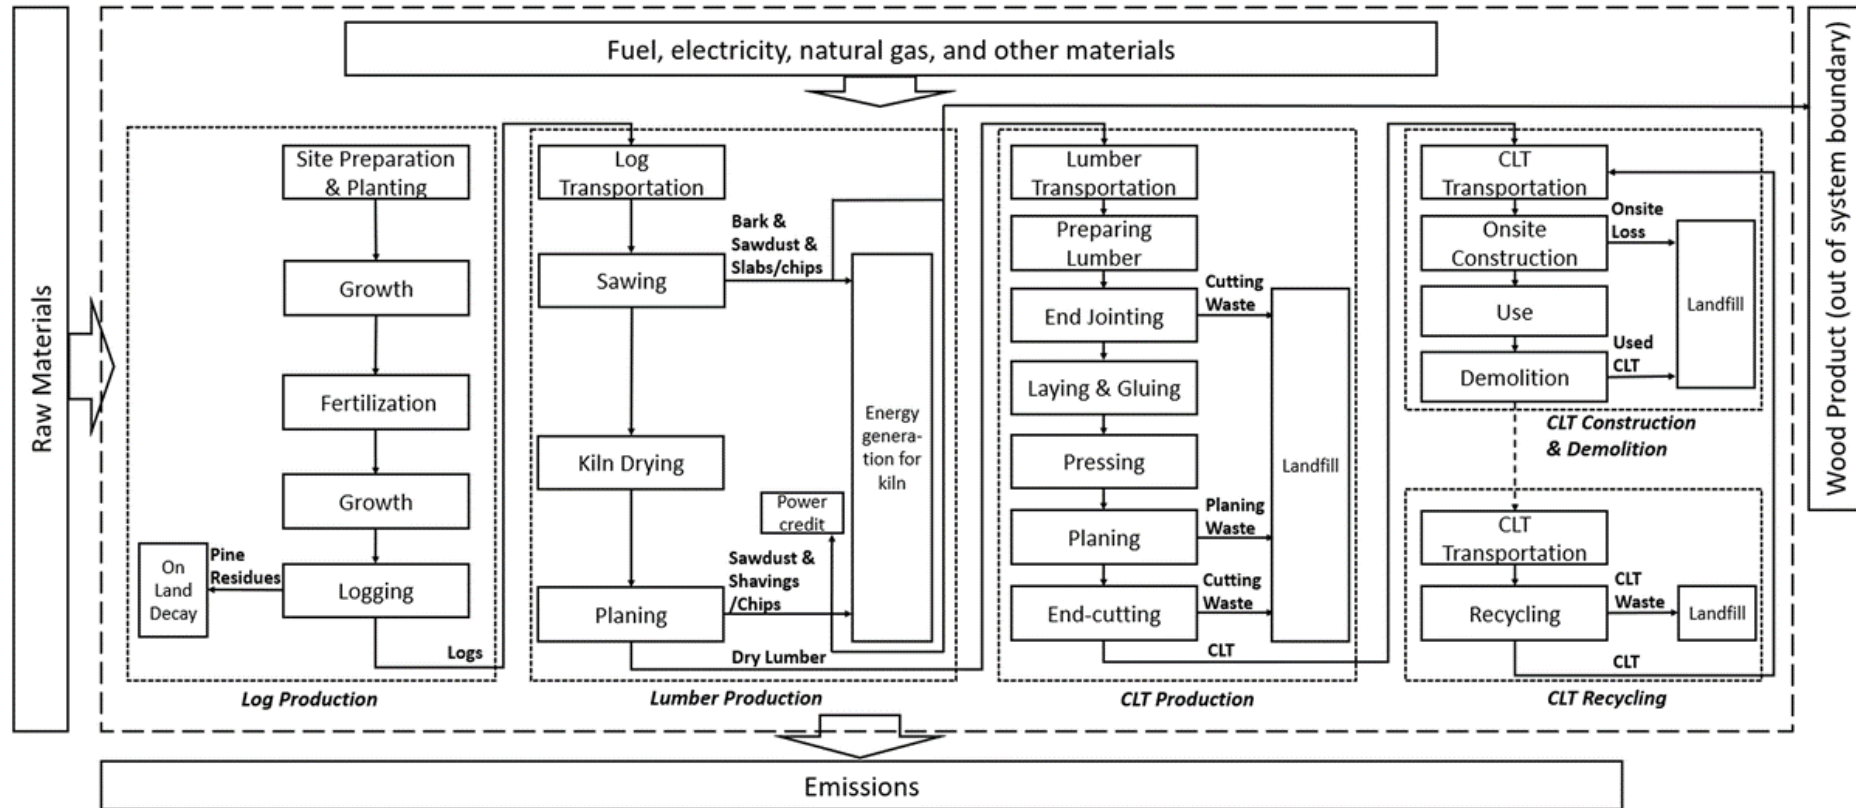 Raw Materials
Fuel, electricity, natural gas, and other materials
Wood Product (out of system boundary)
Site Preparation
& Planting
Growth
Fertilization
Growth
Logging
Pine
Residues
On
Land
Decay
Logs
Log Production
Log
Transportation
Sawing
Bark &
Sawdust &
Slabs/chips
Kiln Drying
Energy
genera-
tion for
kiln
Power
credit
Planing
Sawdust &
Shavings
/Chips
Dry Lumber
Lumber Production
Lumber
Transportation
Preparing
Lumber
End Jointing
Cutting
Waste
Laying & Gluing
Pressing
Landfill
Planing
Planing
Waste
End-cutting
Cutting
Waste
CLT
CLT Production
CLT
Transportation
Onsite
Construction
Onsite
Loss
Use
Landfill
Demolition
Used
CLT
CLT Construction
& Demolition
CLT
Transportation
Recycling
CLT
Waste
Landfill
CLT
CLT Recycling
Emissions